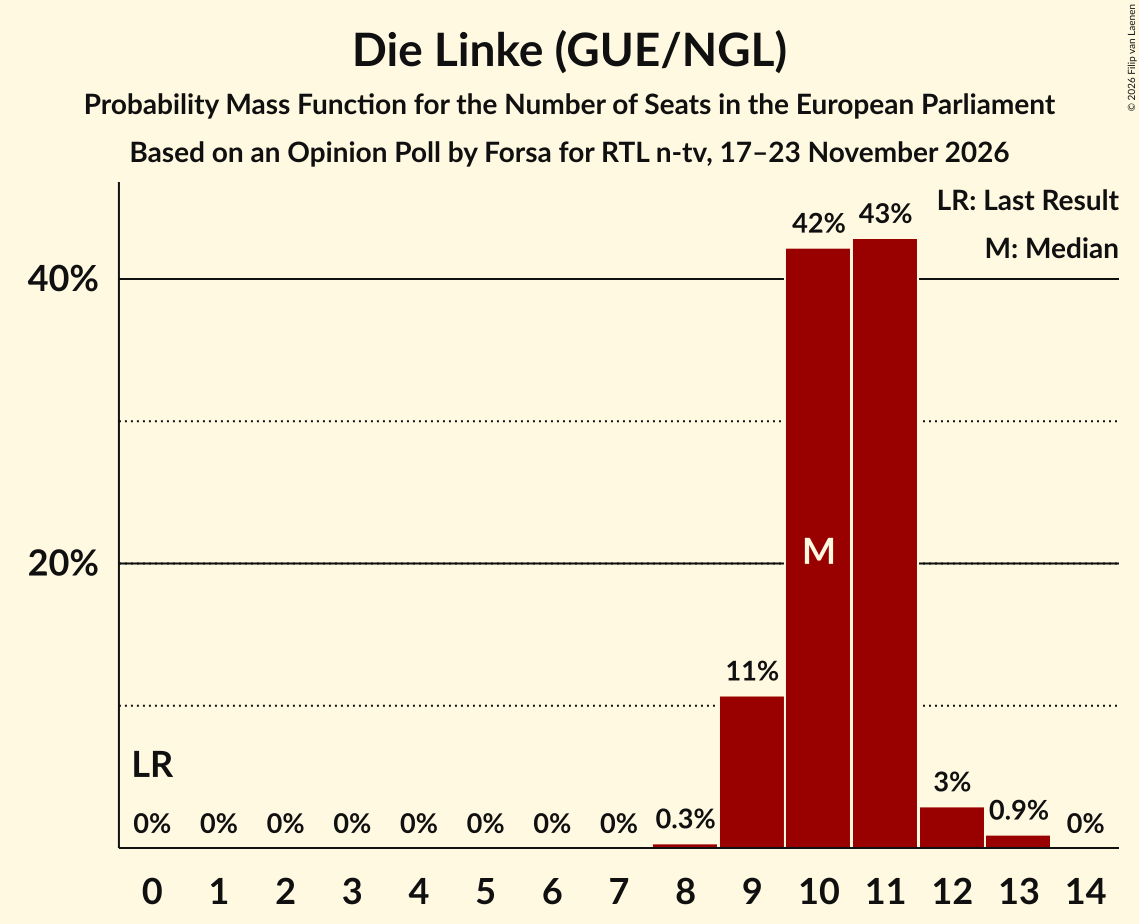 Die Linke (GUE/NGL)
Probability Mass Function for the Number of Seats in the European Parliament
Based on an Opinion Poll by Forsa for RTL n-tv, 17–23 November 2026
© 2026 Filip van Laenen
LR: Last Result
M: Median
40%
20%
LR
M
0% 0% 0% 0% 0% 0% 0% 0% 0.3% 11% 42% 43% 3% 0.9% 0%
0 1 2 3 4 5 6 7 8 9 10 11 12 13 14